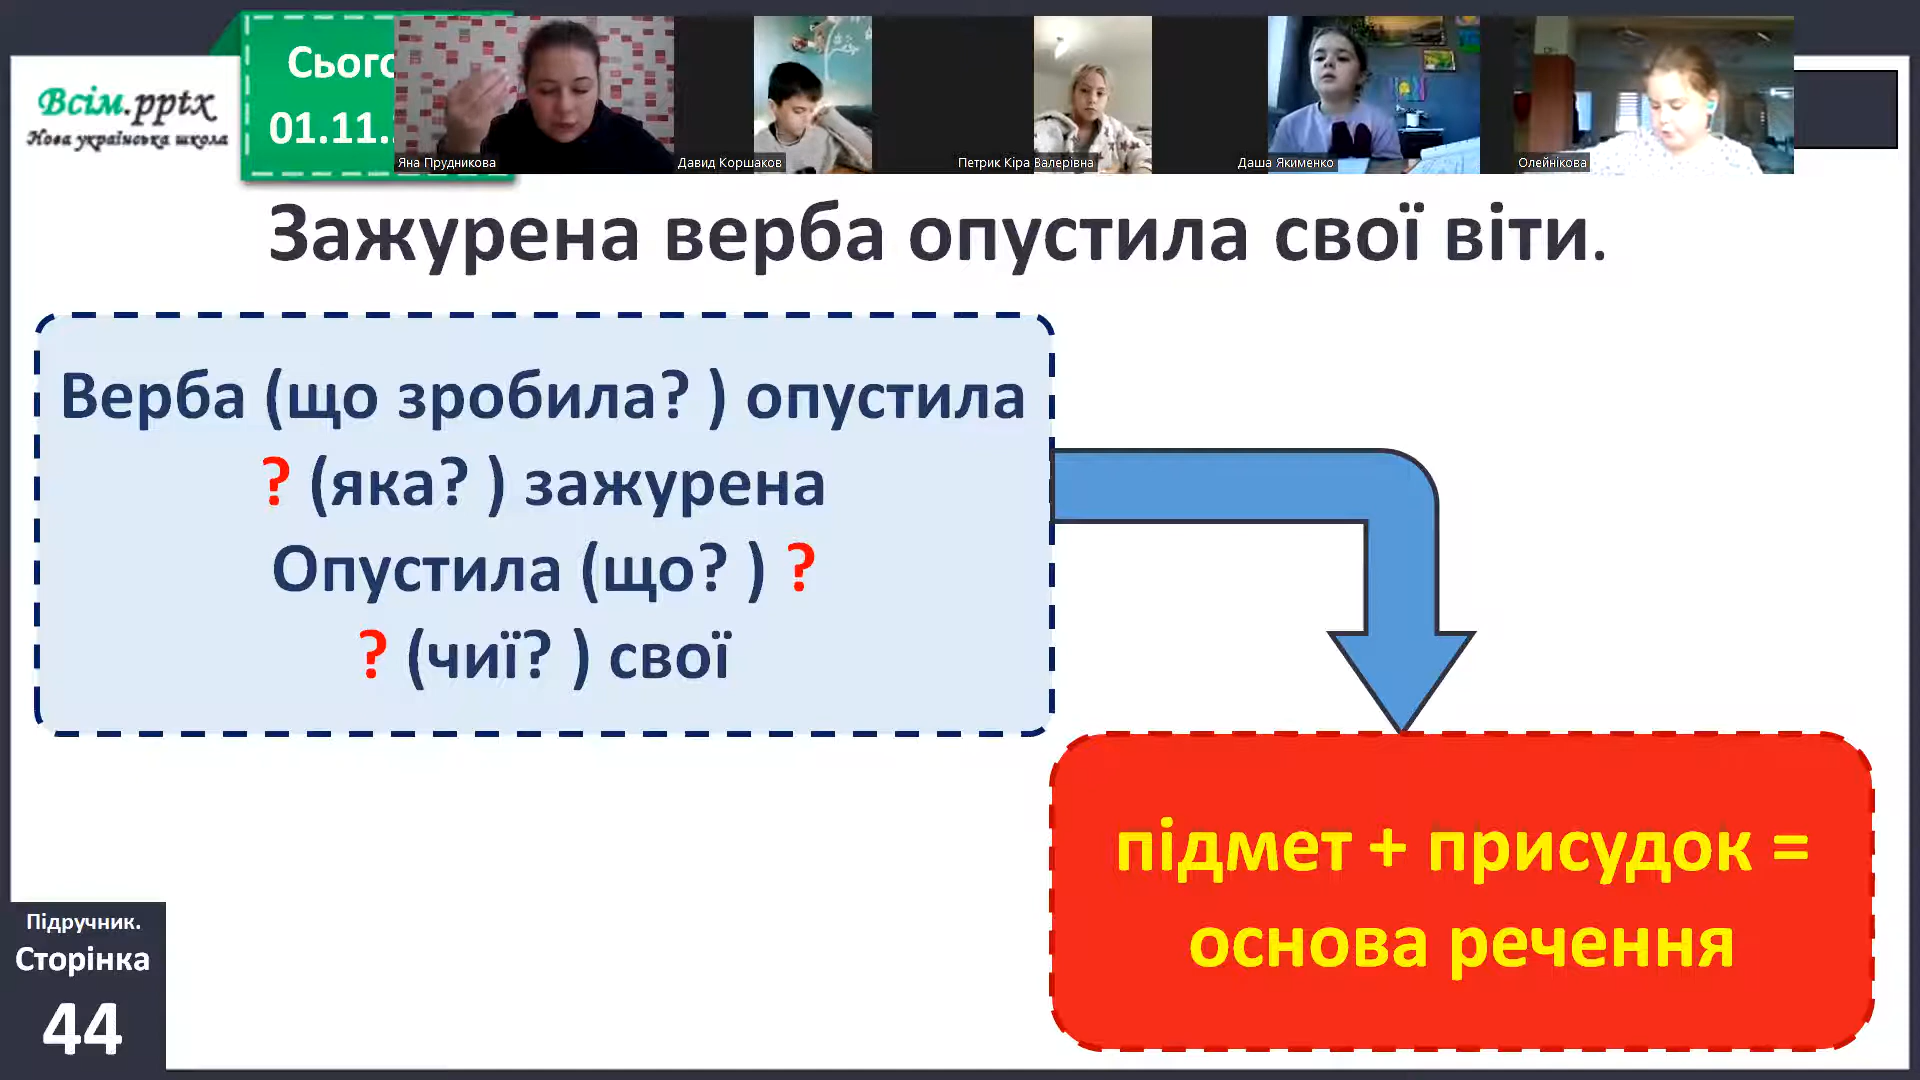 Всім.pptx
Нова українська школа
Сього
01.11.
Яна Прудникова
Давид Коршаков
Петрик Кіра Валерівна
Даша Якименко
Олейнікова
Зажурена верба опустила свої віти.
Верба (що зробила? ) опустила
? (яка? ) зажурена
Опустила (що? ) ?
? (чиї? ) свої
підмет + присудок =
основа речення
Підручник.
Сторінка
44